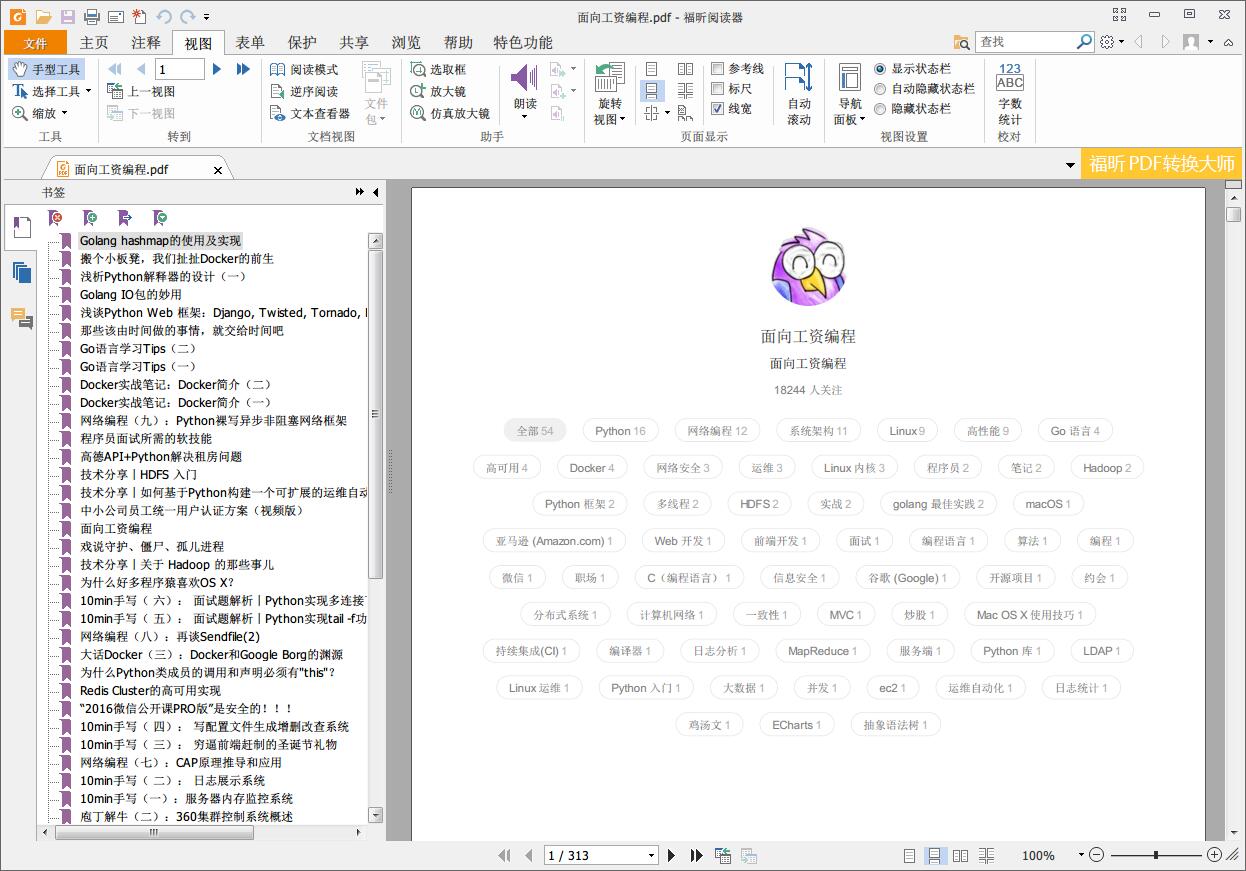 面向工资编程.pdf - 福昕阅读器
文件 主页 注释 视图 表单 保护 共享 浏览 帮助 特色功能 查找
手型工具
选择工具
缩放
工具
1
上一视图
下一视图
转到
阅读模式
逆序阅读
文本查看器
文件包
文档视图
选取框
放大镜
仿真放大镜
朗读
助手
旋转视图
参考线
标尺
线宽
页面显示
自动滚动
导航面板
显示状态栏
自动隐藏状态栏
隐藏状态栏
视图设置
123
ABC
字数统计
校对
面向工资编程.pdf
福昕 PDF转换大师
书签
Golang hashmap的使用及实现
搬个小板凳，我们扯扯Docker的前生
浅析Python解释器的设计（一）
Golang IO包的妙用
浅谈Python Web 框架：Django, Twisted, Tornado,
那些该由时间做的事情，就交给时间吧
Go语言学习Tips（二）
Go语言学习Tips（一）
Docker实战笔记：Docker简介（二）
Docker实战笔记：Docker简介（一）
网络编程（九）：Python裸写异步非阻塞网络框架
程序员面试所需的软技能
高德API+Python解决租房问题
技术分享丨HDFS 入门
技术分享丨如何基于Python构建一个可扩展的运维自动
中小公司员工统一用户认证方案（视频版）
面向工资编程
戏说守护、僵尸、孤儿进程
技术分享丨关于 Hadoop 的那些事儿
为什么好多程序猿喜欢OS X？
10min手写（ 六）： 面试题解析丨Python实现多连接
10min手写（ 五）： 面试题解析丨Python实现tail -f功
网络编程（八）：再谈Sendfile(2)
大话Docker（三）：Docker和Google Borg的渊源
为什么Python类成员的调用和声明必须有"this"？
Redis Cluster的高可用实现
“2016微信公开课PRO版”是安全的！！！
10min手写（ 四）： 写配置文件生成增删改查系统
10min手写（ 三）： 穷逼前端赶制的圣诞节礼物
网络编程（七）：CAP原理推导和应用
10min手写（ 二）： 日志展示系统
10min手写（一）：服务器内存监控系统
庖丁解牛（二）：360集群控制系统概述
面向工资编程
面向工资编程
18244 人关注
全部 54 Python 16 网络编程 12 系统架构 11 Linux 9 高性能 9 Go 语言 4
高可用 4 Docker 4 网络安全 3 运维 3 Linux 内核 3 程序员 2 笔记 2 Hadoop 2
Python 框架 2 多线程 2 HDFS 2 实战 2 golang 最佳实践 2 macOS 1
亚马逊 (Amazon.com) 1 Web 开发 1 前端开发 1 面试 1 编程语言 1 算法 1 编程 1
微信 1 职场 1 C（编程语言） 1 信息安全 1 谷歌 (Google) 1 开源项目 1 约会 1
分布式系统 1 计算机网络 1 一致性 1 MVC 1 炒股 1 Mac OS X 使用技巧 1
持续集成(CI) 1 编译器 1 日志分析 1 MapReduce 1 服务端 1 Python 库 1 LDAP 1
Linux 运维 1 Python 入门 1 大数据 1 并发 1 ec2 1 运维自动化 1 日志统计 1
鸡汤文 1 ECharts 1 抽象语法树 1
1 / 313 100%